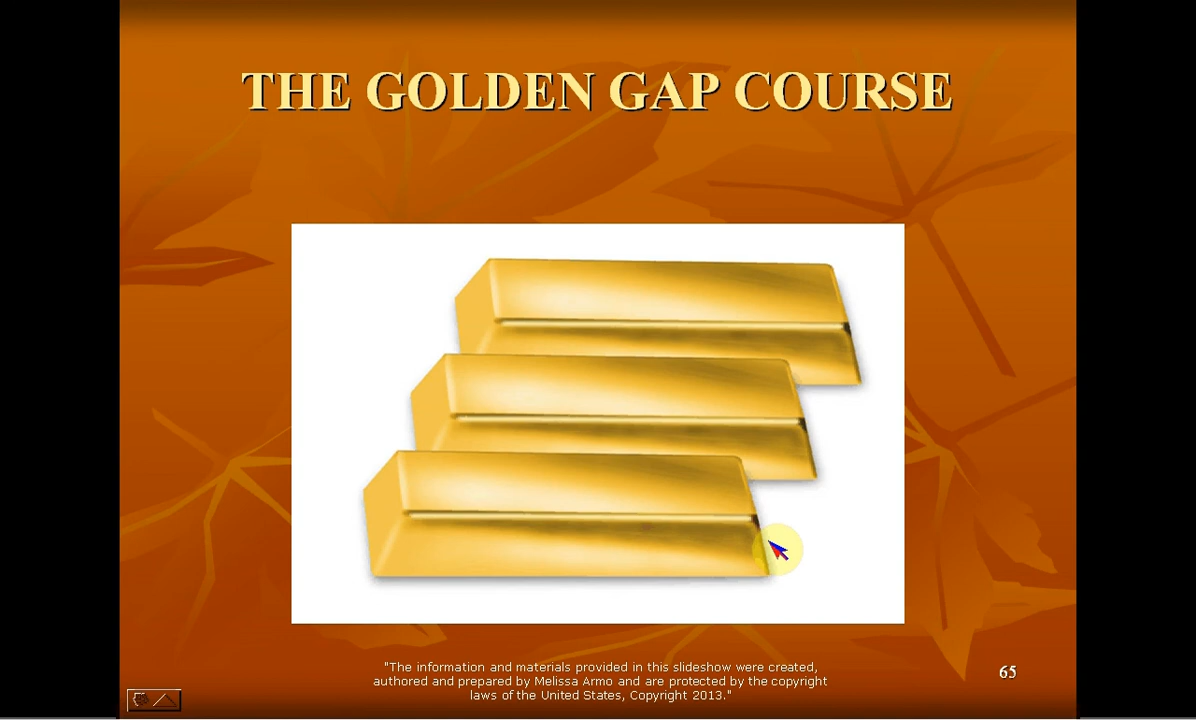 THE GOLDEN GAP COURSE
"The information and materials provided in this slideshow were created,
authored and prepared by Melissa Armo and are protected by the copyright
laws of the United States, Copyright 2013."
65